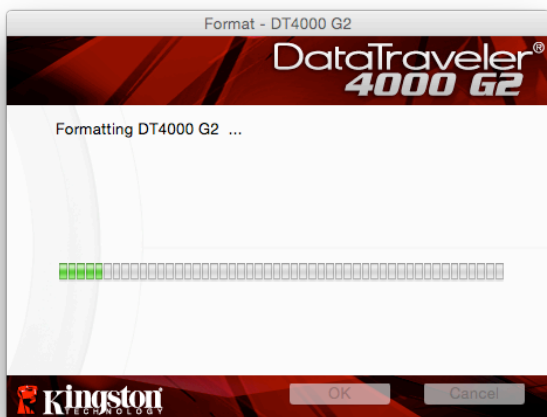 Format - DT4000 G2
DataTraveler®
4000 G2
Formatting DT4000 G2 ...
Kingston
TECHNOLOGY
OK
Cancel